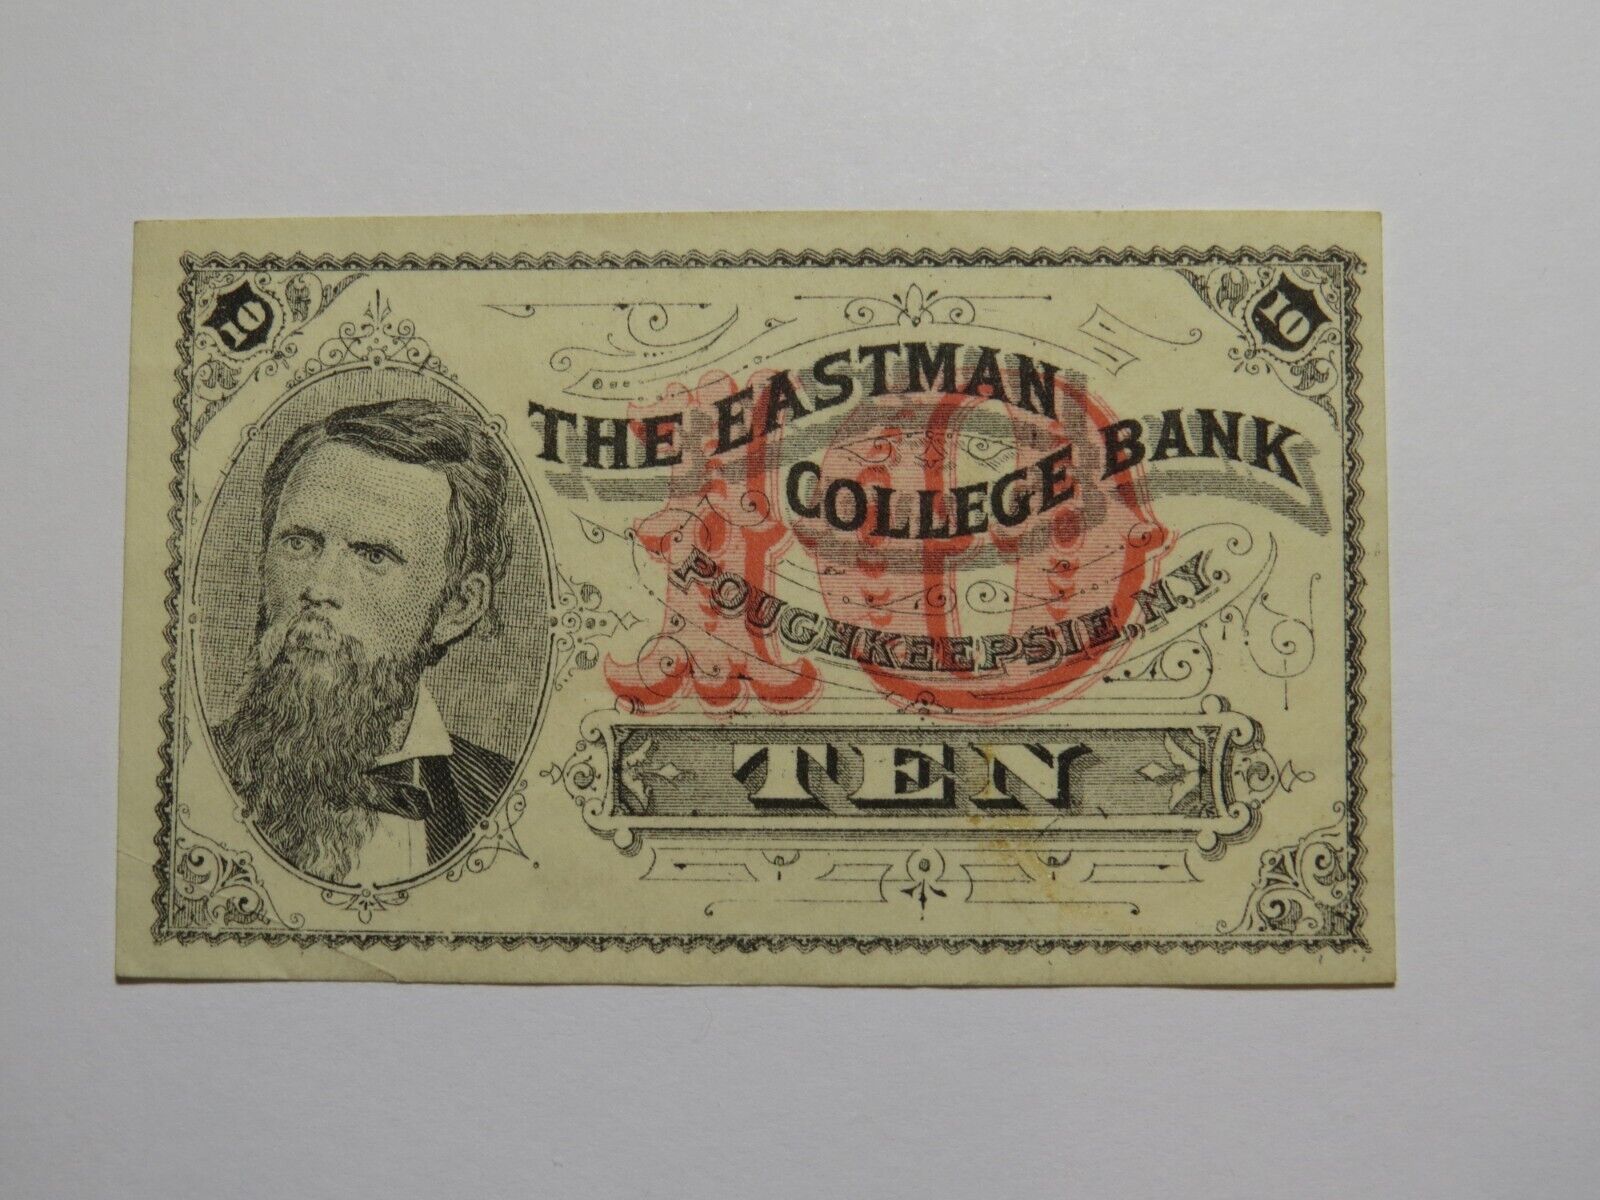 10
10
THE EASTMAN
COLLEGE BANK
10
POUGHKEEPSIE, N.Y.
TEN